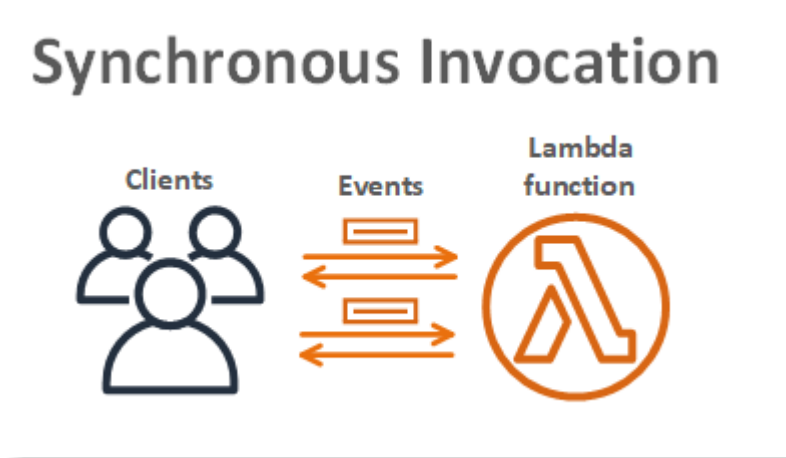 Synchronous Invocation
Clients
Events
Lambda
function